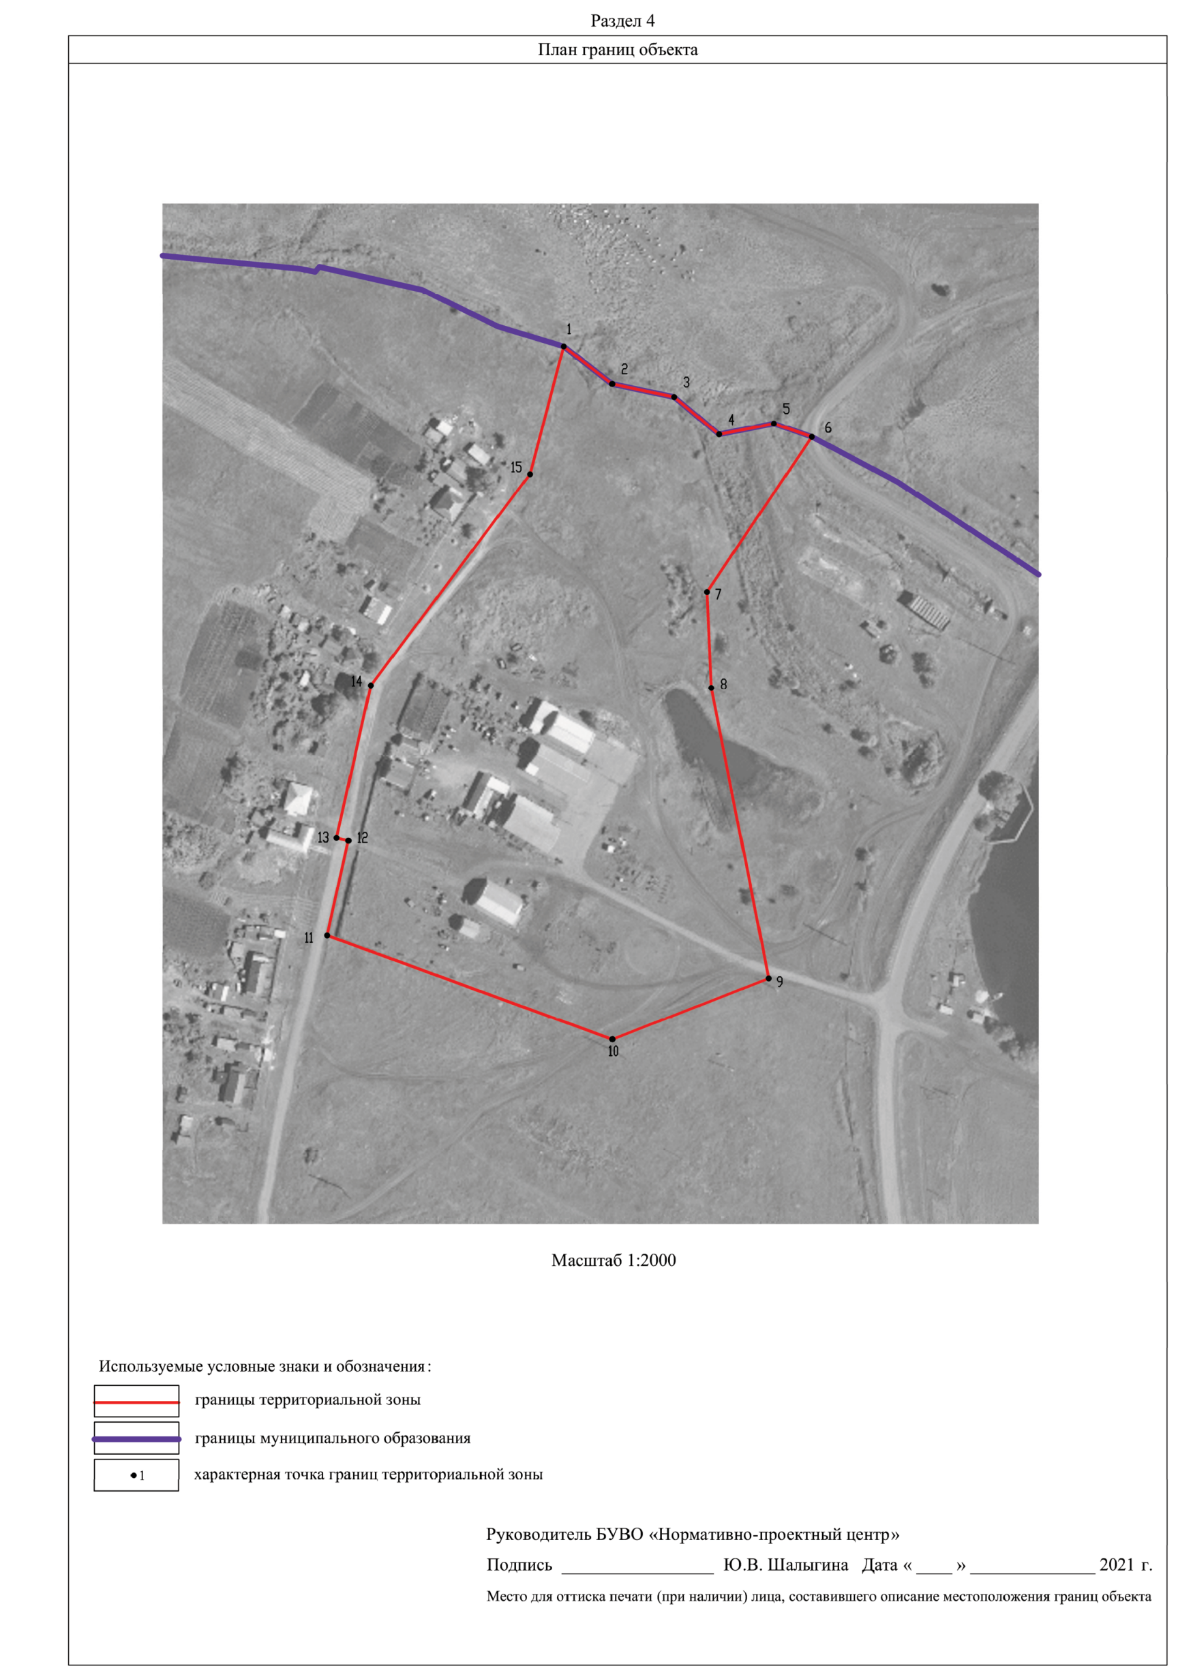 Раздел 4
План границ объекта
1
2
3
4
5
6
15
7
14
8
13
12
11
9
10
Масштаб 1:2000
Используемые условные знаки и обозначения:
границы территориальной зоны
границы муниципального образования
1 характерная точка границ территориальной зоны
Руководитель БУВО «Нормативно-проектный центр»
Подпись _________________ Ю.В. Шалыгина Дата « ____ » ______________ 2021 г.
Место для оттиска печати (при наличии) лица, составившего описание местоположения границ объекта